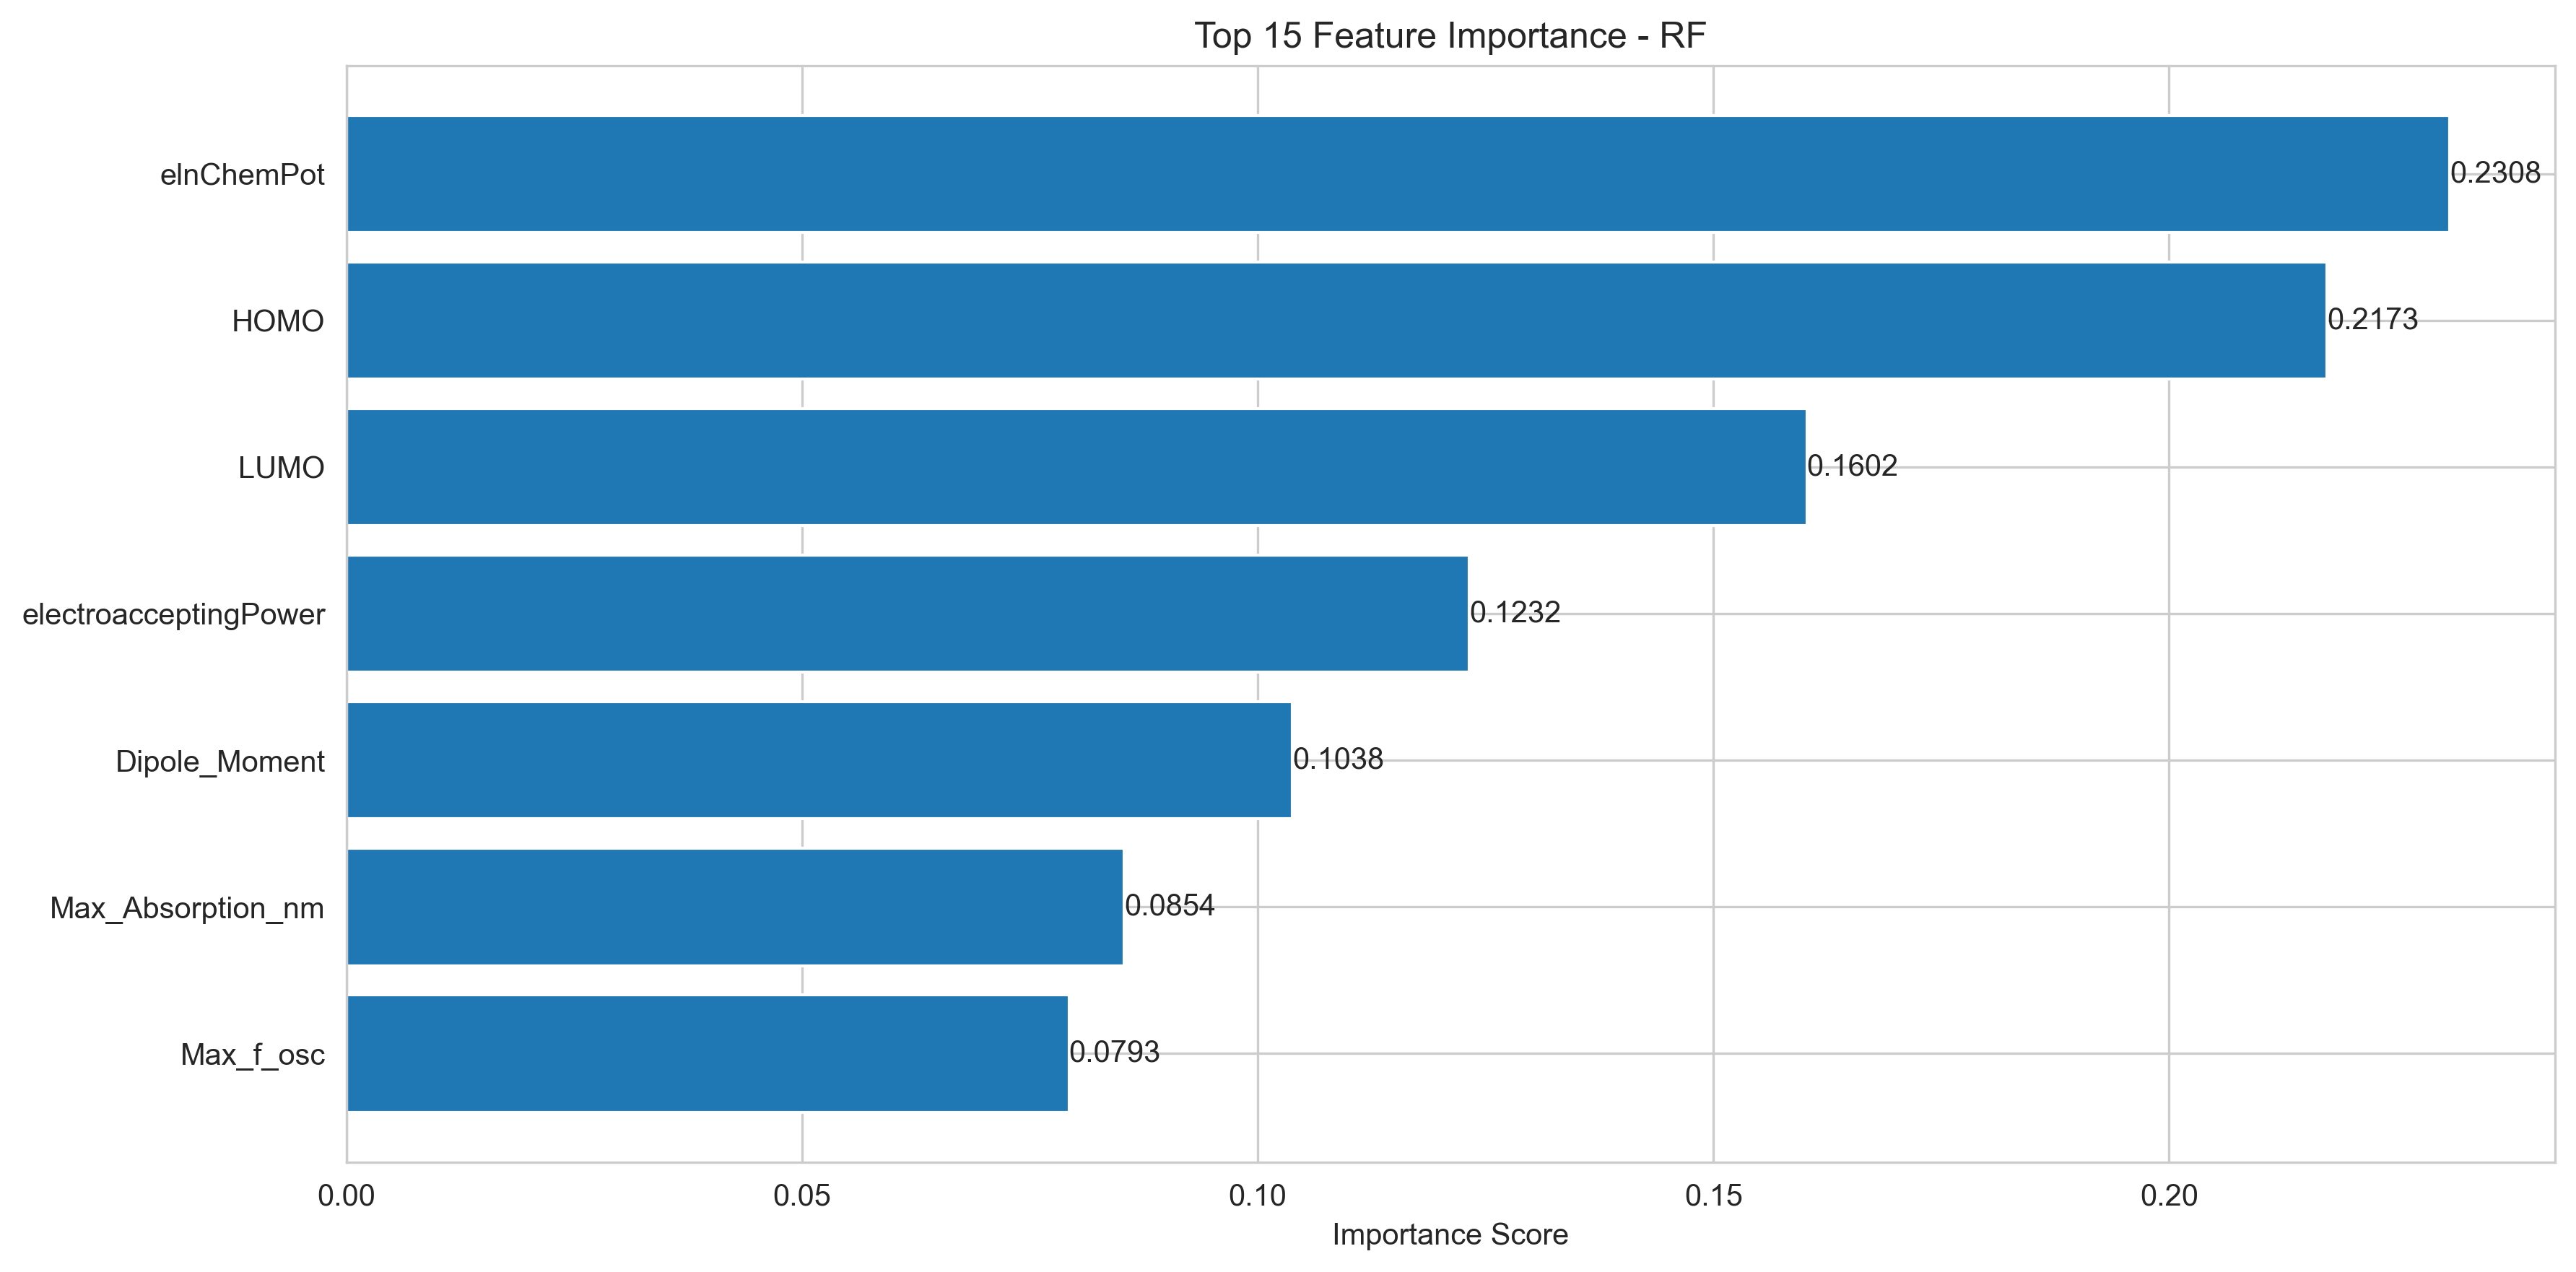 Top 15 Feature Importance - RF
elnChemPot
0.2308
HOMO
0.2173
LUMO
0.1602
electroacceptingPower
0.1232
Dipole_Moment
0.1038
Max_Absorption_nm
0.0854
Max_f_osc
0.0793
0.00 0.05 0.10 0.15 0.20
Importance Score